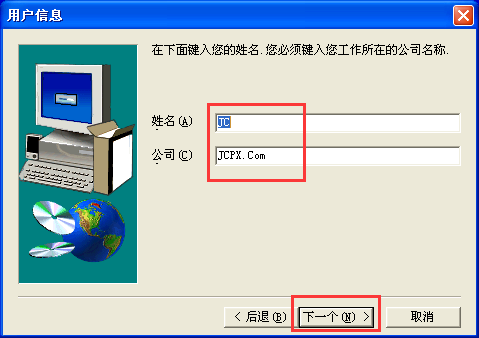 用户信息
在下面键入您的姓名.您必须键入您工作所在的公司名称.
姓名(A)
JC
公司(C)
JCPX.Com
< 后退(B)
下一个(N) >
取消